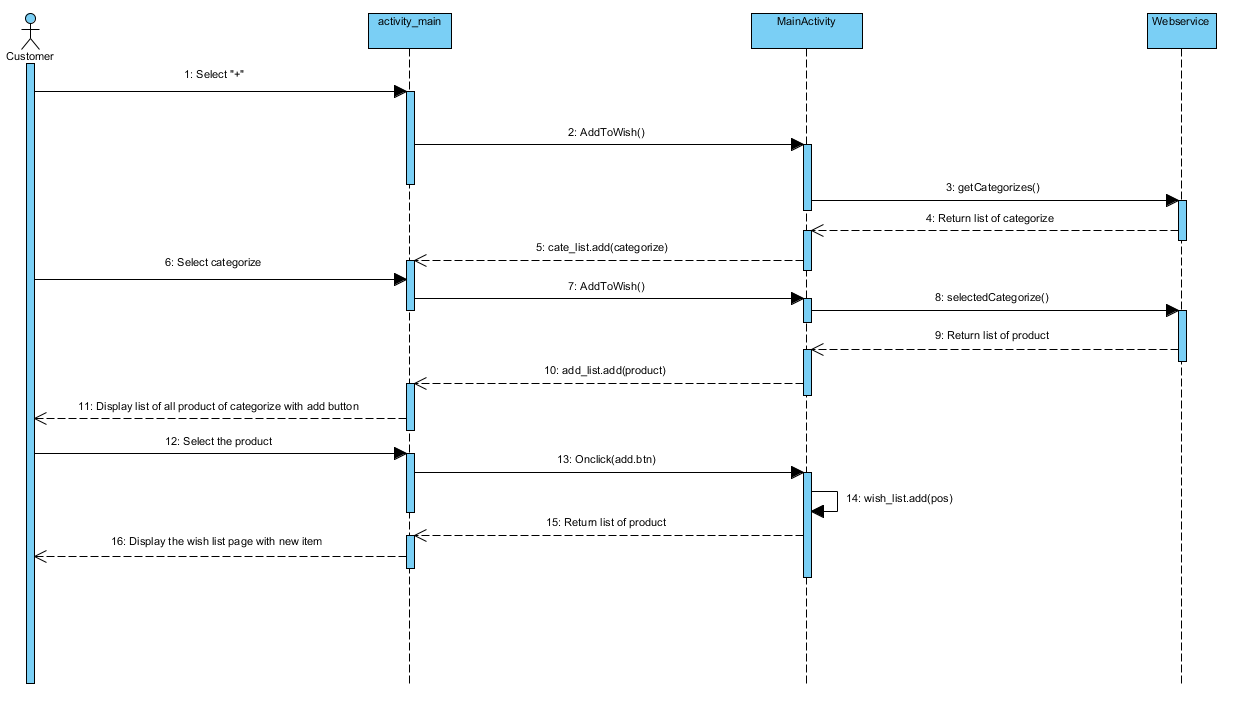 activity_main
MainActivity
Webservice
Customer
1: Select "+"
2: AddToWish()
3: getCategorizes()
4: Return list of categorize
5: cate_list.add(categorize)
6: Select categorize
7: AddToWish()
8: selectedCategorize()
9: Return list of product
10: add_list.add(product)
11: Display list of all product of categorize with add button
12: Select the product
13: Onclick(add.btn)
14: wish_list.add(pos)
15: Return list of product
16: Display the wish list page with new item